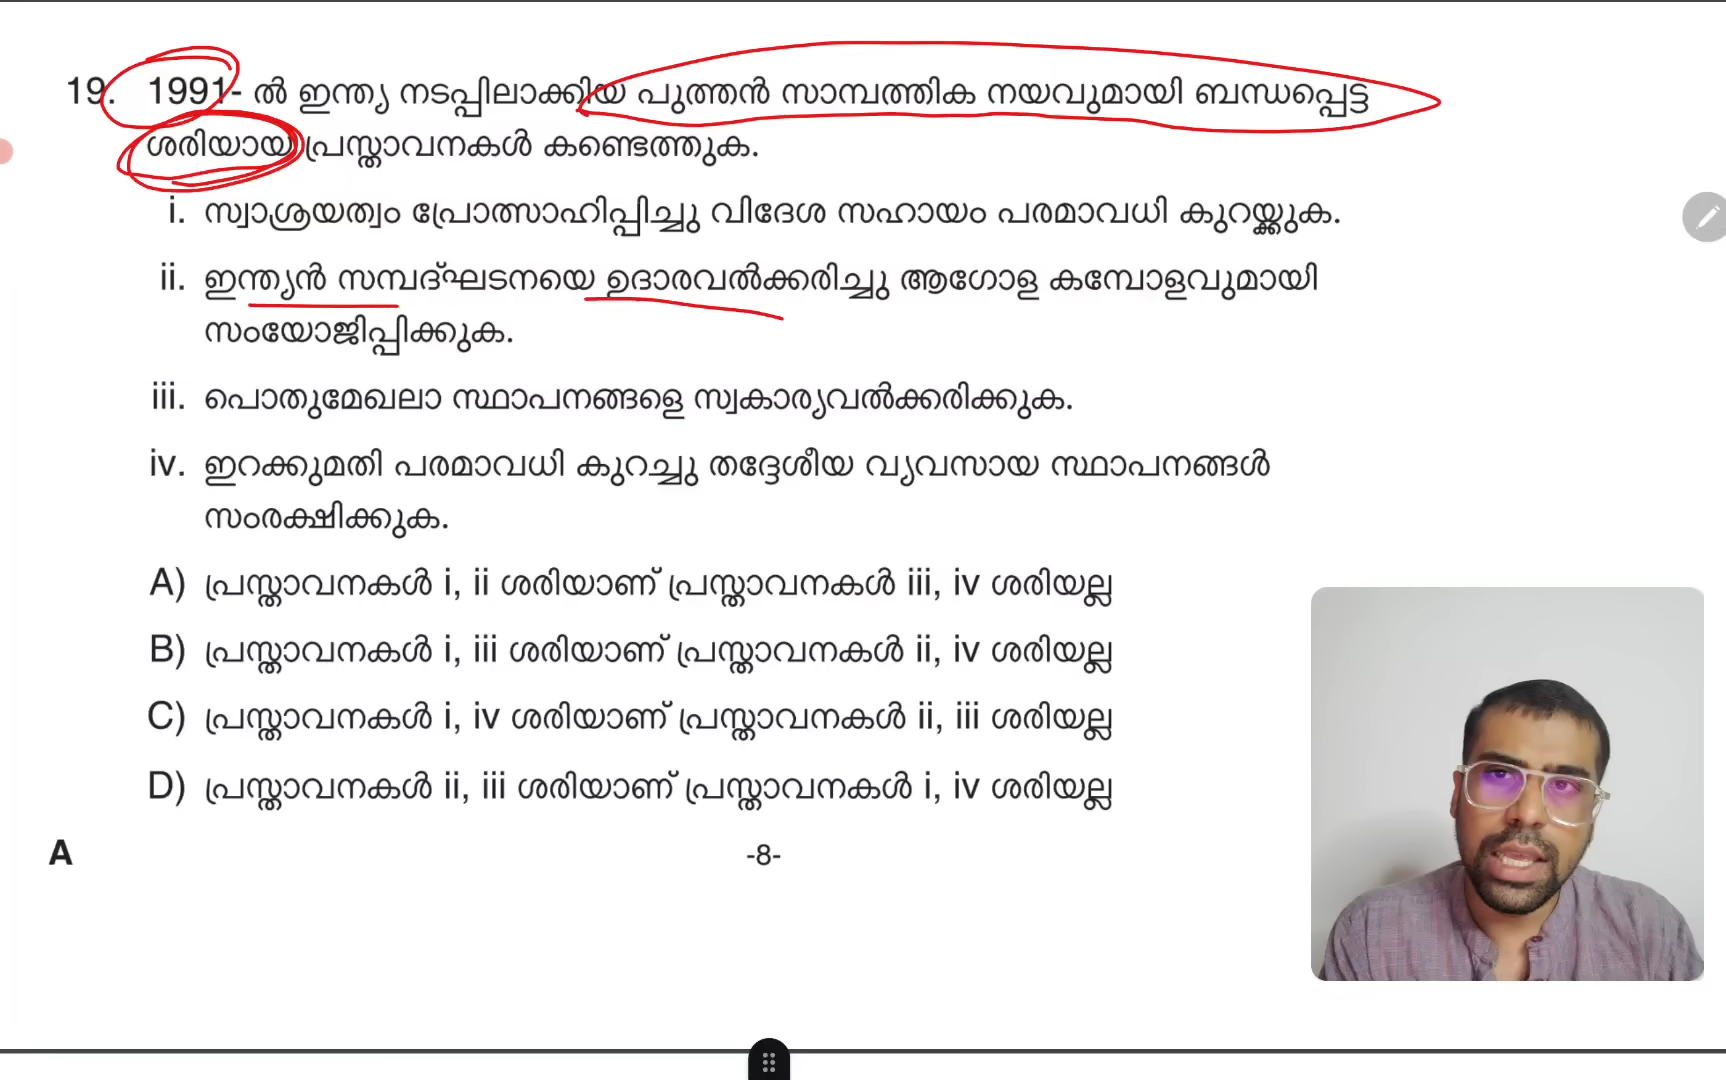 19. 1991- ൽ ഇന്ത്യ നടപ്പിലാക്കിയ പുത്തൻ സാമ്പത്തിക നയവുമായി ബന്ധപ്പെട്ട
ശരിയായ പ്രസ്താവനകൾ കണ്ടെത്തുക.
i. സ്വാശ്രയത്വം പ്രോത്സാഹിപ്പിച്ചു വിദേശ സഹായം പരമാവധി കുറയ്ക്കുക.
ii. ഇന്ത്യൻ സമ്പദ്ഘടനയെ ഉദാരവൽക്കരിച്ചു ആഗോള കമ്പോളവുമായി
സംയോജിപ്പിക്കുക.
iii. പൊതുമേഖലാ സ്ഥാപനങ്ങളെ സ്വകാര്യവൽക്കരിക്കുക.
iv. ഇറക്കുമതി പരമാവധി കുറച്ചു തദ്ദേശീയ വ്യവസായ സ്ഥാപനങ്ങൾ
സംരക്ഷിക്കുക.
A) പ്രസ്താവനകൾ i, ii ശരിയാണ് പ്രസ്താവനകൾ iii, iv ശരിയല്ല
B) പ്രസ്താവനകൾ i, iii ശരിയാണ് പ്രസ്താവനകൾ ii, iv ശരിയല്ല
C) പ്രസ്താവനകൾ i, iv ശരിയാണ് പ്രസ്താവനകൾ ii, iii ശരിയല്ല
D) പ്രസ്താവനകൾ ii, iii ശരിയാണ് പ്രസ്താവനകൾ i, iv ശരിയല്ല
A
-8-